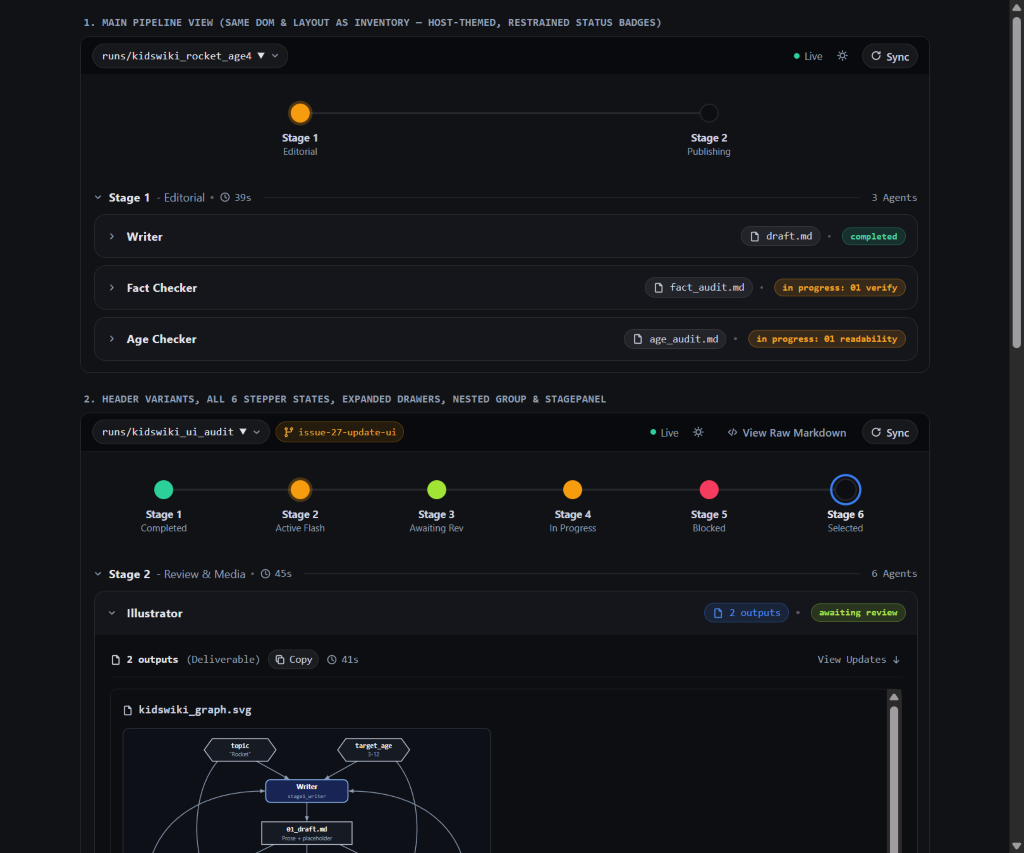 1. MAIN PIPELINE VIEW (SAME DOM & LAYOUT AS INVENTORY — HOST-THEMED, RESTRAINED STATUS BADGES)
runs/kidswiki_rocket_age4 ▼
Live
Sync
Stage 1
Editorial
Stage 2
Publishing
Stage 1 - Editorial • 39s
3 Agents
Writer
draft.md • completed
Fact Checker
fact_audit.md • in progress: 01 verify
Age Checker
age_audit.md • in progress: 01 readability
2. HEADER VARIANTS, ALL 6 STEPPER STATES, EXPANDED DRAWERS, NESTED GROUP & STAGEPANEL
runs/kidswiki_ui_audit ▼
issue-27-update-ui
Live
</> View Raw Markdown
Sync
Stage 1
Completed
Stage 2
Active Flash
Stage 3
Awaiting Rev
Stage 4
In Progress
Stage 5
Blocked
Stage 6
Selected
Stage 2 - Review & Media • 45s
6 Agents
Illustrator
2 outputs • awaiting review
2 outputs (Deliverable)
Copy
41s
View Updates ↓
kidswiki_graph.svg
topic
"Rocket"
target_age
3-12
Writer
stage1_writer
01_draft.md
Prose + placeholder